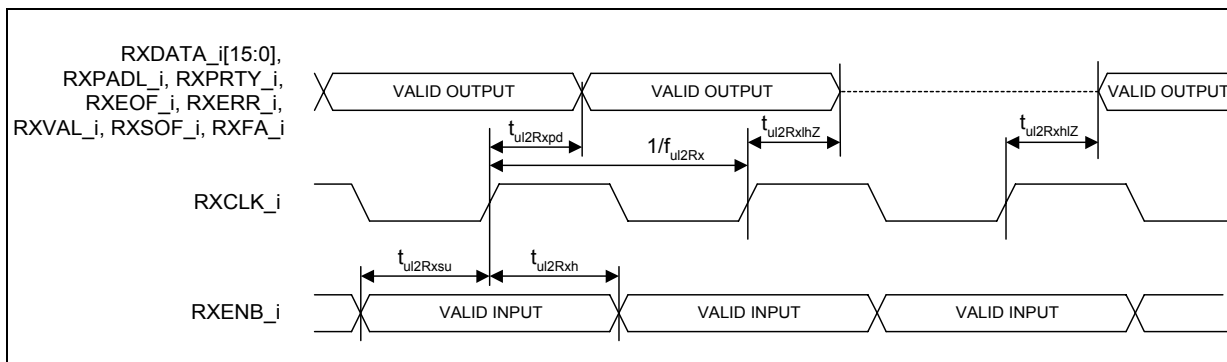 RXDATA_i[15:0],
RXPADL_i, RXPRTY_i,
RXEOF_i, RXERR_i,
RXVAL_i, RXSOF_i, RXFA_i
VALID OUTPUT
VALID OUTPUT
VALID OUTPUT
tul2Rxpd
1/ful2Rx
tul2RxlhZ
tul2RxhlZ
RXCLK_i
tul2Rxsu
tul2Rxh
RXENB_i
VALID INPUT
VALID INPUT
VALID INPUT